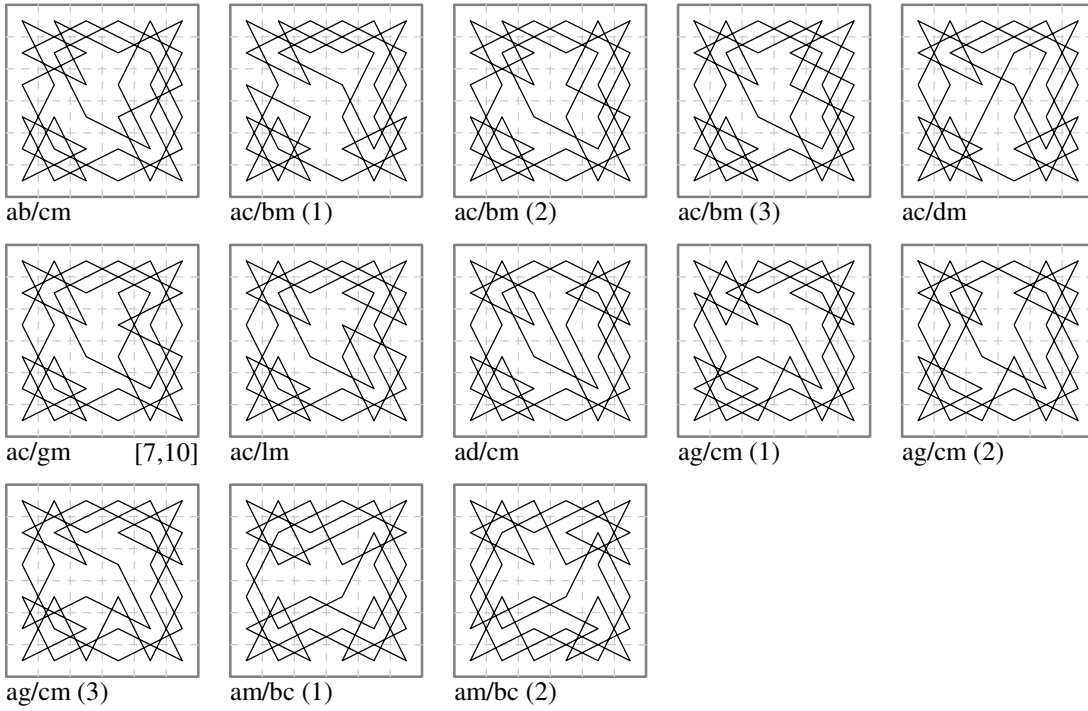 ab/cm ac/bm (1) ac/bm (2) ac/bm (3) ac/dm
ac/gm [7,10] ac/lm ad/cm ag/cm (1) ag/cm (2)
ag/cm (3) am/bc (1) am/bc (2)